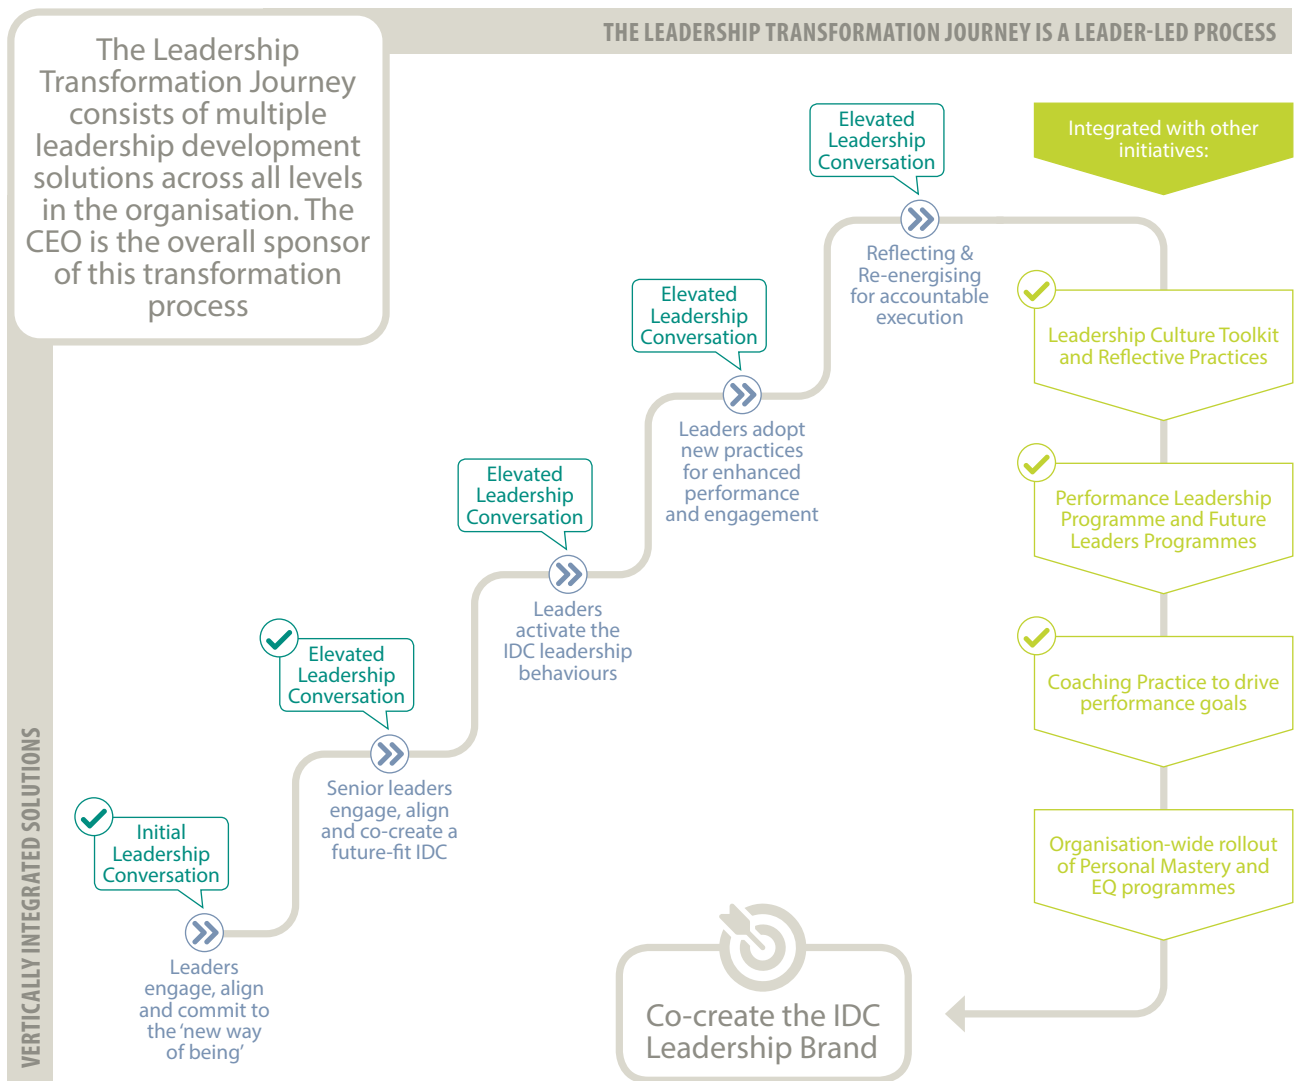 THE LEADERSHIP TRANSFORMATION JOURNEY IS A LEADER-LED PROCESS
The Leadership
Transformation Journey
consists of multiple
leadership development
solutions across all levels
in the organisation. The
CEO is the overall sponsor
of this transformation
process
VERTICALLY INTEGRATED SOLUTIONS
Initial
Leadership
Conversation
Leaders
engage, align
and commit to
the ‘new way
of being’
Elevated
Leadership
Conversation
Senior leaders
engage, align
and co-create a
future-fit IDC
Elevated
Leadership
Conversation
Leaders
activate the
IDC leadership
behaviours
Elevated
Leadership
Conversation
Leaders adopt
new practices
for enhanced
performance
and engagement
Elevated
Leadership
Conversation
Reflecting &
Re-energising
for accountable
execution
Integrated with other
initiatives:
Leadership Culture Toolkit
and Reflective Practices
Performance Leadership
Programme and Future
Leaders Programmes
Coaching Practice to drive
performance goals
Organisation-wide rollout
of Personal Mastery and
EQ programmes
Co-create the IDC
Leadership Brand